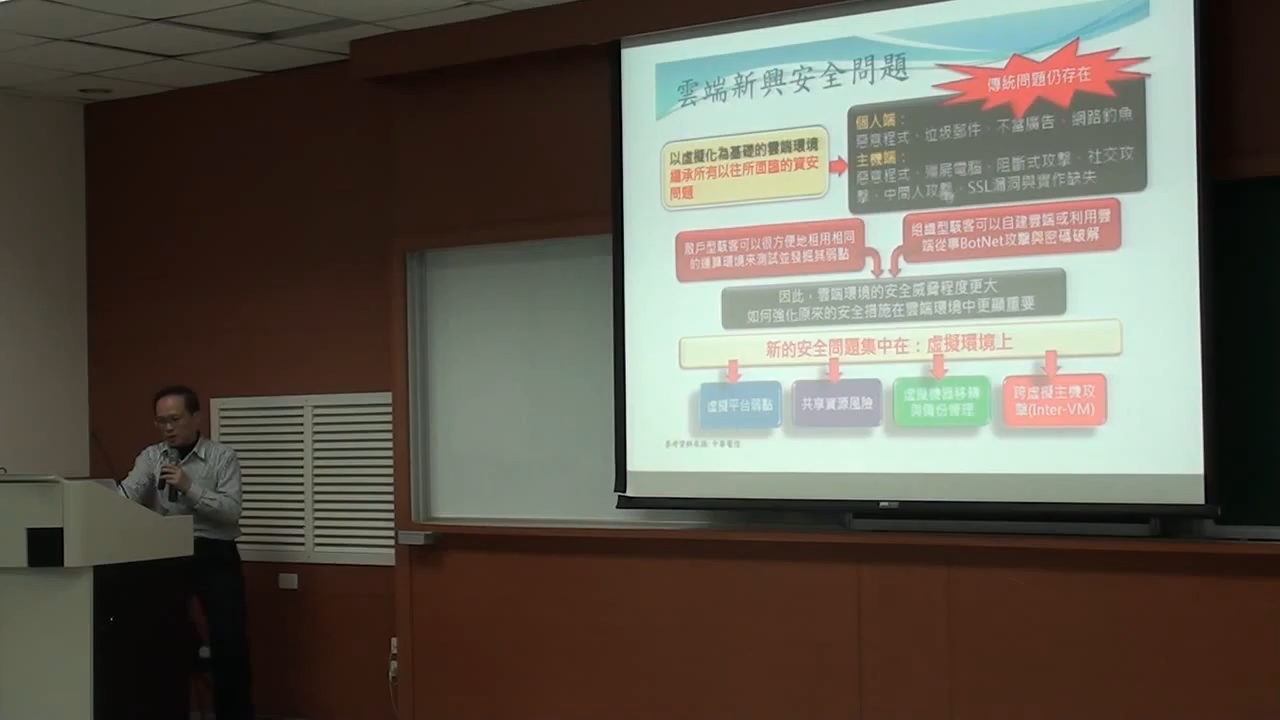 雲端新興安全問題
傳統問題仍存在
以虛擬化為基礎的雲端環境
繼承所有以往所面臨的資安
問題
個人端：
惡意程式、垃圾郵件、不當廣告、網路釣魚
主機端：
惡意程式、殭屍電腦、阻斷式攻擊、社交攻
擊、中間人攻擊、SSL漏洞與實作缺失
散戶型駭客可以很方便地租用相同
的運算環境來測試並發掘其弱點
組織型駭客可以自建雲端或利用雲
端從事BotNet攻擊與密碼破解
因此，雲端環境的安全威脅程度更大
如何強化原來的安全措施在雲端環境中更顯重要
新的安全問題集中在：虛擬環境上
虛擬平台弱點
共享資源風險
虛擬機器移轉
與備份管理
跨虛擬主機攻
擊(Inter-VM)
參考資料來源: 中華電信